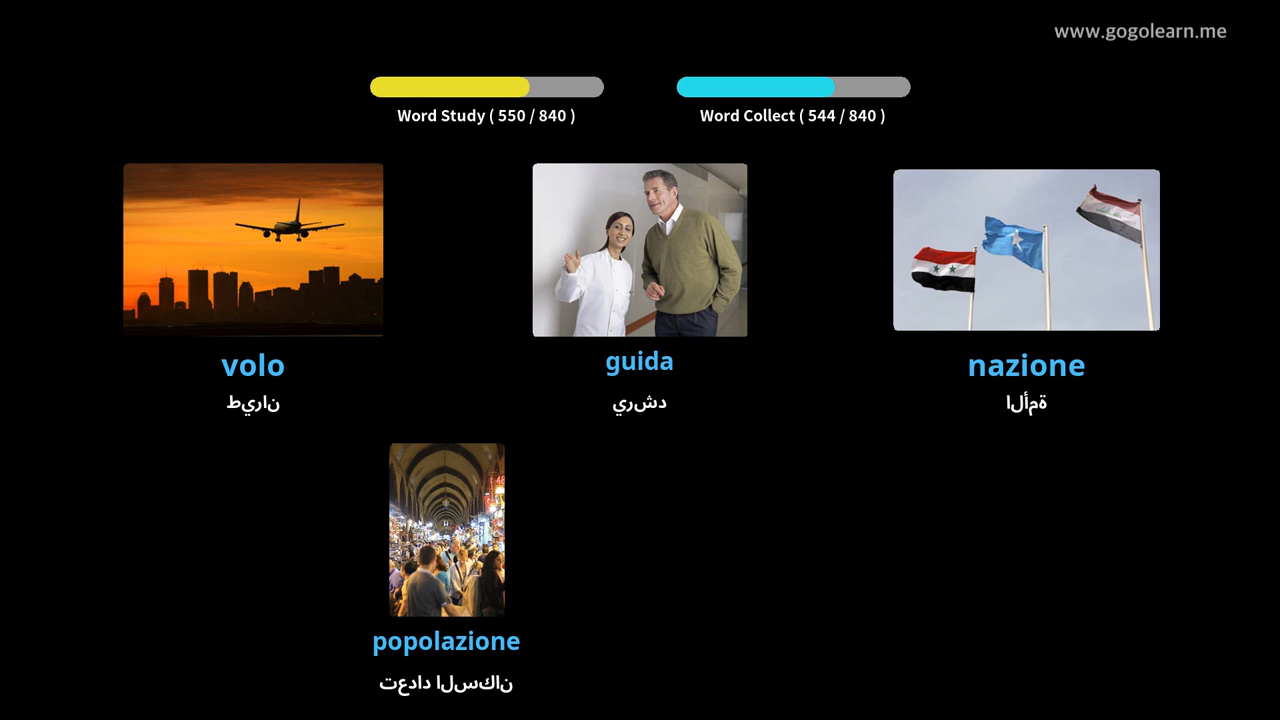 www.gogolearn.me
Word Study ( 550 / 840 )
Word Collect ( 544 / 840 )
volo
guida
nazione
طيران
يرشد
الأمة
popolazione
تعداد السكان